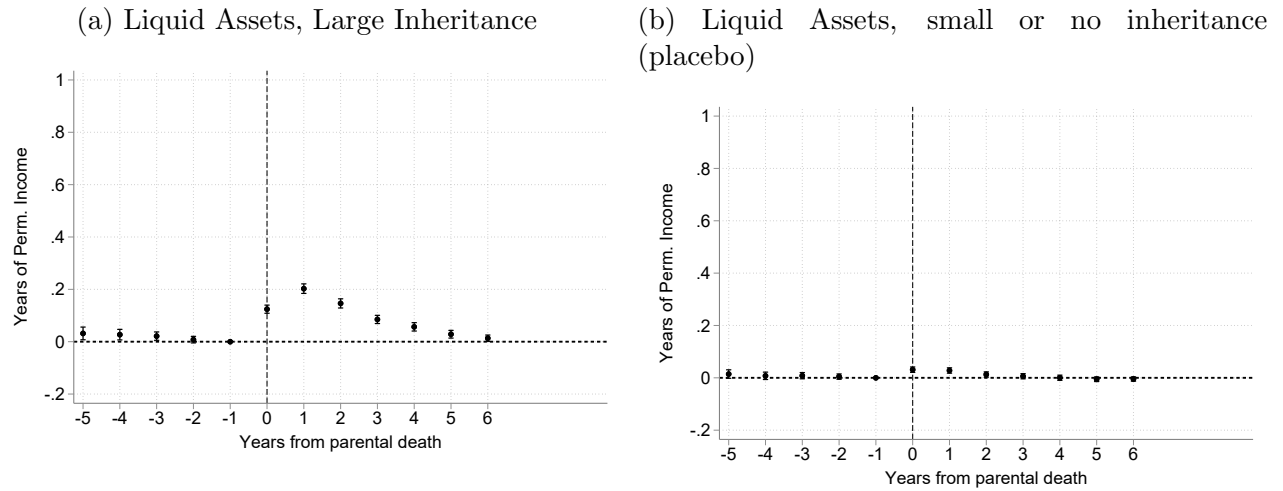 (a) Liquid Assets, Large Inheritance
1
.8
.6
.4
.2
0
-.2
Years of Perm. Income
-5 -4 -3 -2 -1 0 1 2 3 4 5 6
Years from parental death
(b) Liquid Assets, small or no inheritance
(placebo)
1
.8
.6
.4
.2
0
-.2
Years of Perm. Income
-5 -4 -3 -2 -1 0 1 2 3 4 5 6
Years from parental death